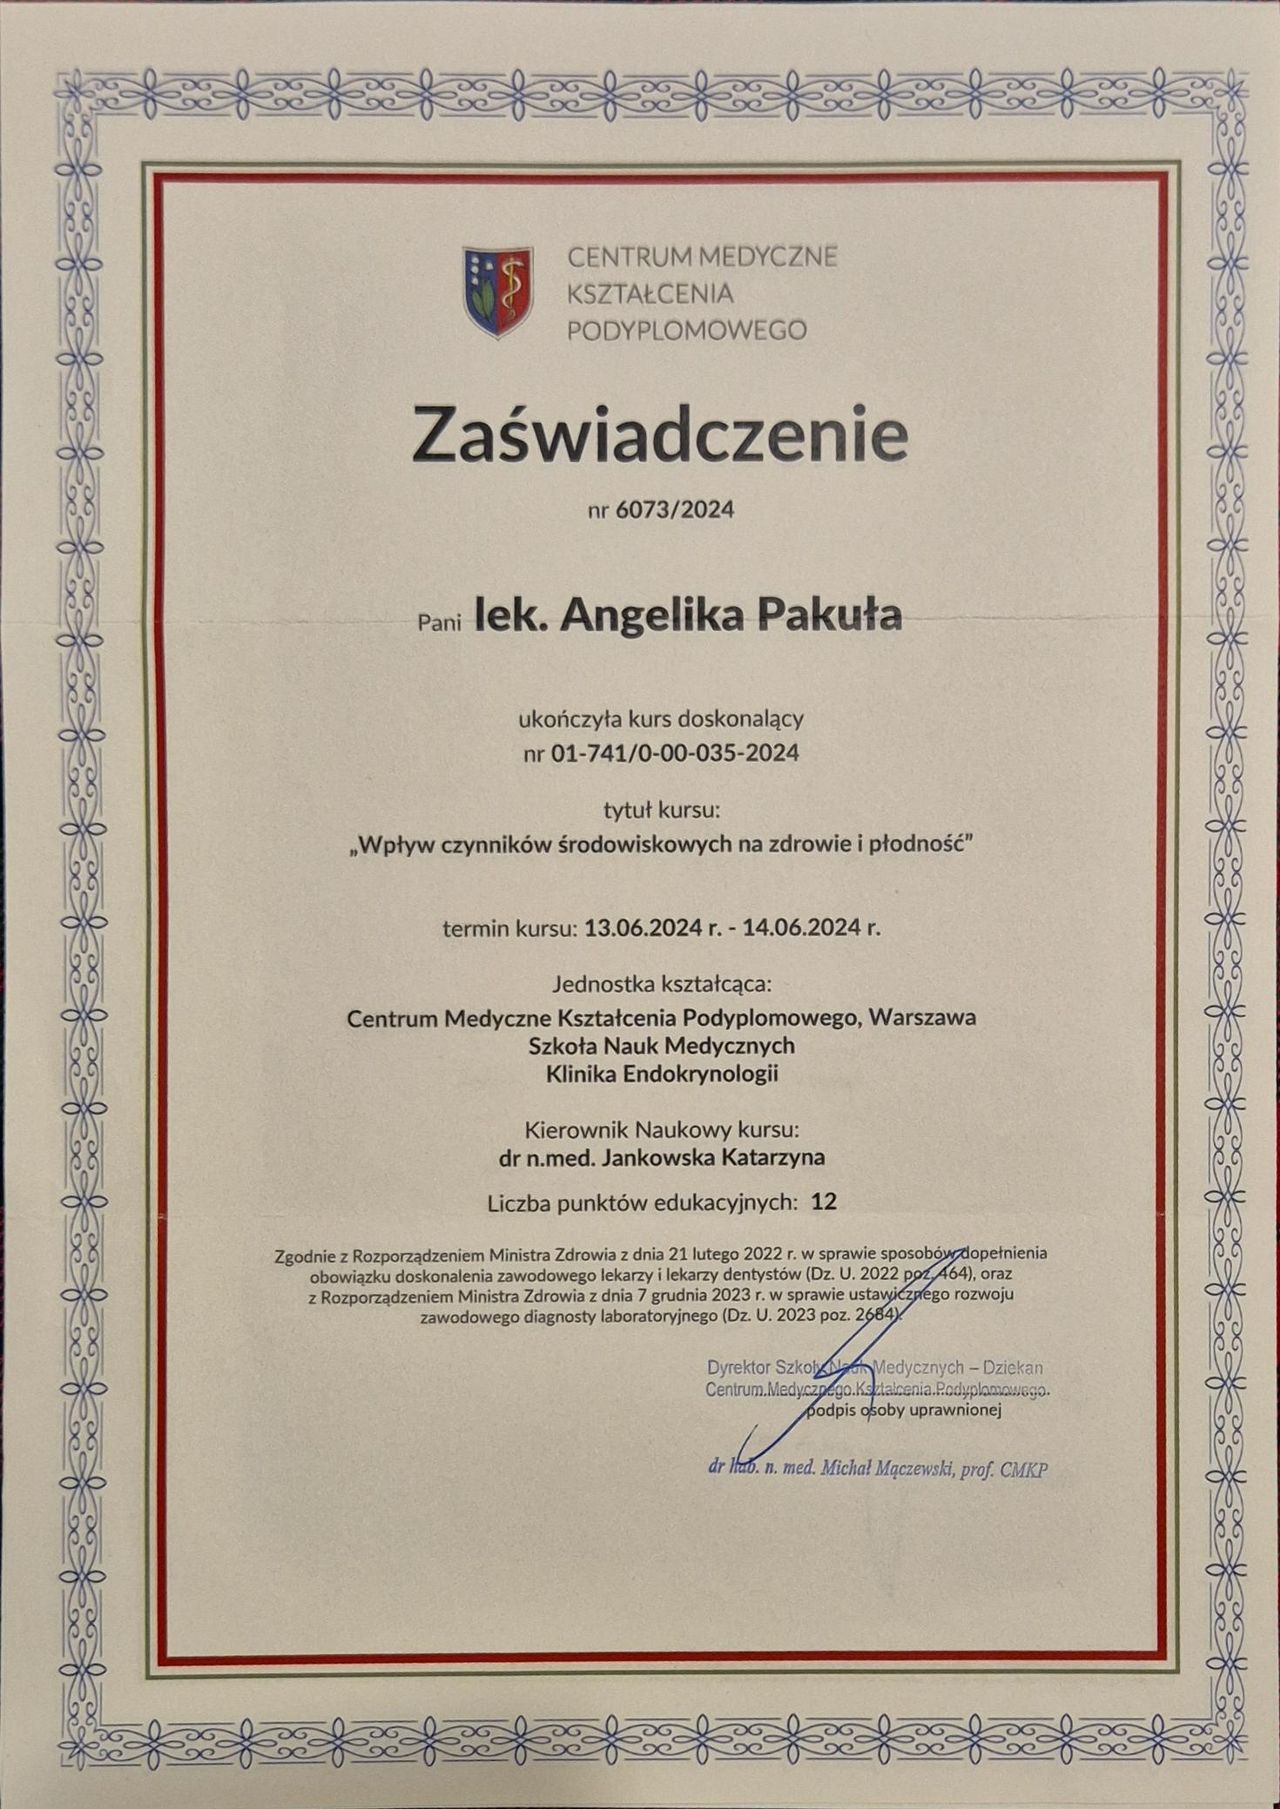 CENTRUM MEDYCZNE
KSZTAŁCENIA
PODYPLOMOWEGO
Zaświadczenie
nr 6073/2024
Pani lek. Angelika Pakuła
ukończyła kurs doskonalący
nr 01-741/0-00-035-2024
tytuł kursu:
„Wpływ czynników środowiskowych na zdrowie i płodność”
termin kursu: 13.06.2024 r. - 14.06.2024 r.
Jednostka kształcąca:
Centrum Medyczne Kształcenia Podyplomowego, Warszawa
Szkoła Nauk Medycznych
Klinika Endokrynologii
Kierownik Naukowy kursu:
dr n.med. Jankowska Katarzyna
Liczba punktów edukacyjnych: 12
Zgodnie z Rozporządzeniem Ministra Zdrowia z dnia 21 lutego 2022 r. w sprawie sposobów dopełnienia
obowiązku doskonalenia zawodowego lekarzy i lekarzy dentystów (Dz. U. 2022 poz. 464), oraz
z Rozporządzeniem Ministra Zdrowia z dnia 7 grudnia 2023 r. w sprawie ustawicznego rozwoju
zawodowego diagnosty laboratoryjnego (Dz. U. 2023 poz. 2684).
Dyrektor Szkoły Nauk Medycznych – Dziekan
Centrum Medycznego Kształcenia Podyplomowego
podpis osoby uprawnionej
dr hab. n. med. Michał Mączewski, prof. CMKP